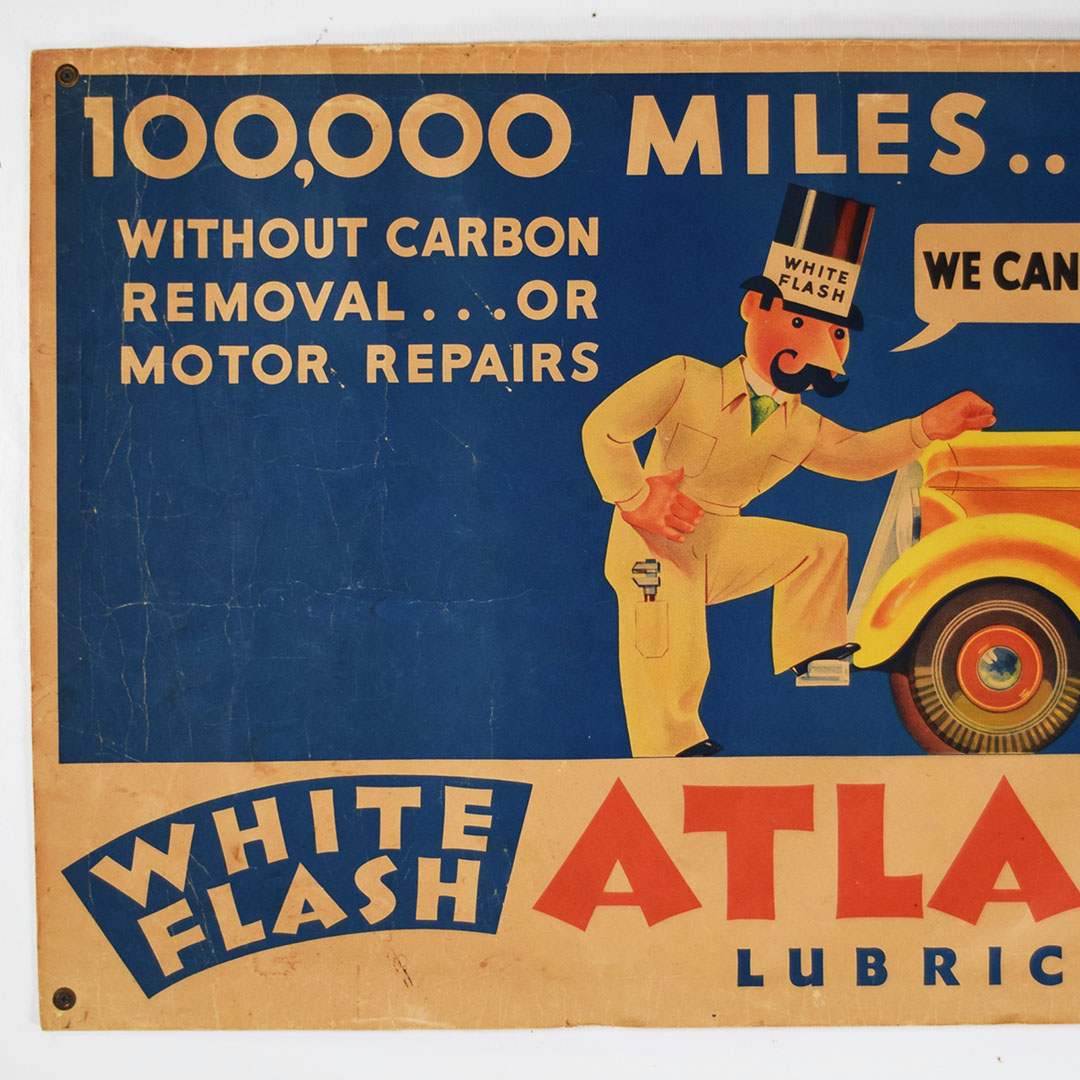 100,000 MILES..
WITHOUT CARBON
REMOVAL...OR
MOTOR REPAIRS
WHITE
FLASH
WE CAN
WHITE
FLASH
ATLA
LUBRIC